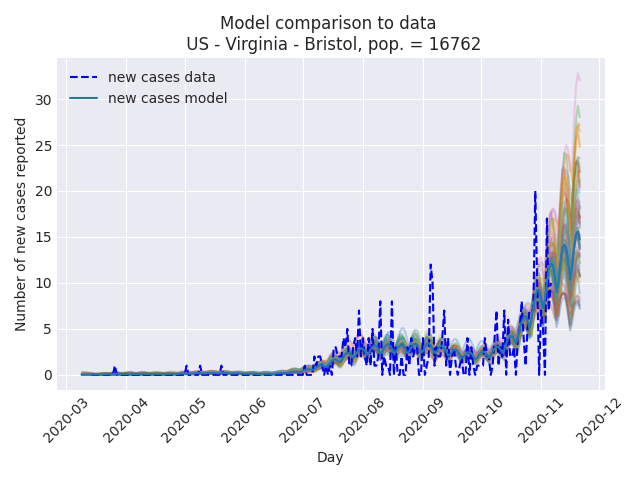 Model comparison to data
US - Virginia - Bristol, pop. = 16762
new cases data
new cases model
Number of new cases reported
30
25
20
15
10
5
0
2020-03
2020-04
2020-05
2020-06
2020-07
2020-08
2020-09
2020-10
2020-11
2020-12
Day